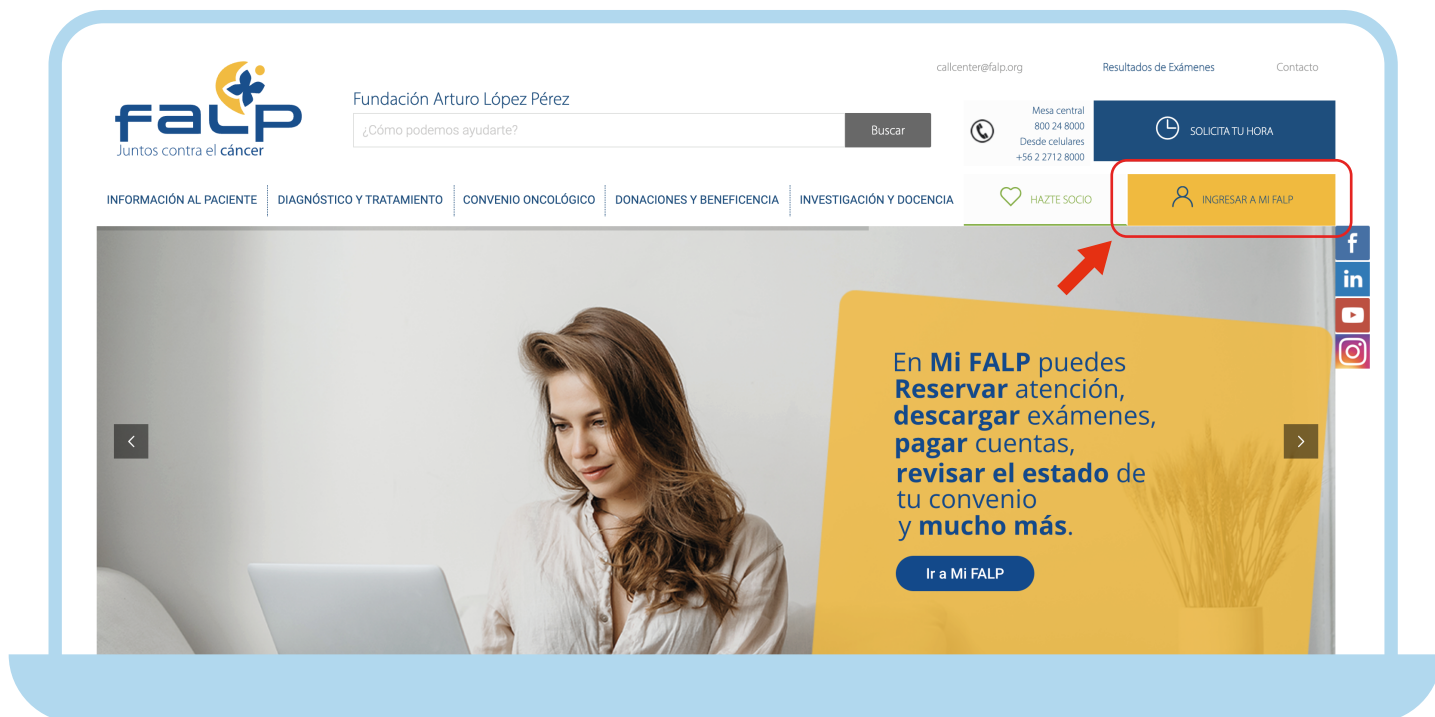 callcenter@falp.org
Resultados de Exámenes
Contacto
falp
Juntos contra el cáncer
Fundación Arturo López Pérez
¿Cómo podemos ayudarte?
Buscar
Mesa central
800 24 8000
Desde celulares
+56 2 2712 8000
SOLICITA TU HORA
INFORMACIÓN AL PACIENTE
DIAGNÓSTICO Y TRATAMIENTO
CONVENIO ONCOLÓGICO
DONACIONES Y BENEFICENCIA
INVESTIGACIÓN Y DOCENCIA
HAZTE SOCIO
INGRESAR A MI FALP
f
in
En Mi FALP puedes
Reservar atención,
descargar exámenes,
pagar cuentas,
revisar el estado de
tu convenio
y mucho más.
Ir a Mi FALP